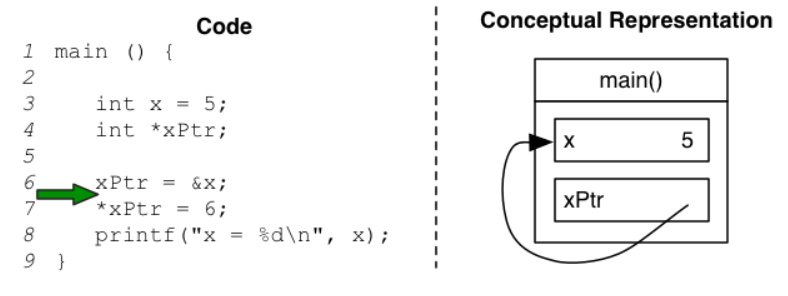 Code
1 main () {
2
3 int x = 5;
4 int *xPtr;
5
6 xPtr = &x;
7 *xPtr = 6;
8 printf("x = %d\n", x);
9 }
Conceptual Representation
main()
x 5
xPtr